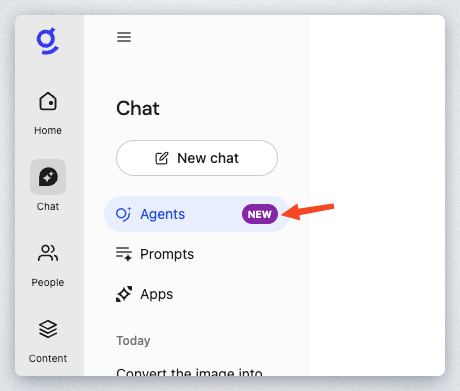 Home
Chat
People
Content
Chat
New chat
Agents NEW
Prompts
Apps
Today
Convert the image into